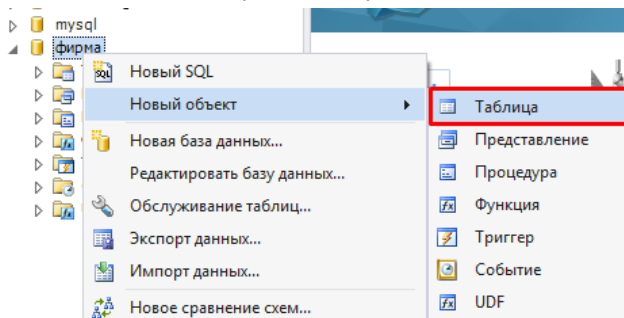 mysql
фирма
Новый SQL
Новый объект
Новая база данных...
Редактировать базу данных...
Обслуживание таблиц...
Экспорт данных...
Импорт данных...
Новое сравнение схем...
Таблица
Представление
Процедура
Функция
Триггер
Событие
UDF